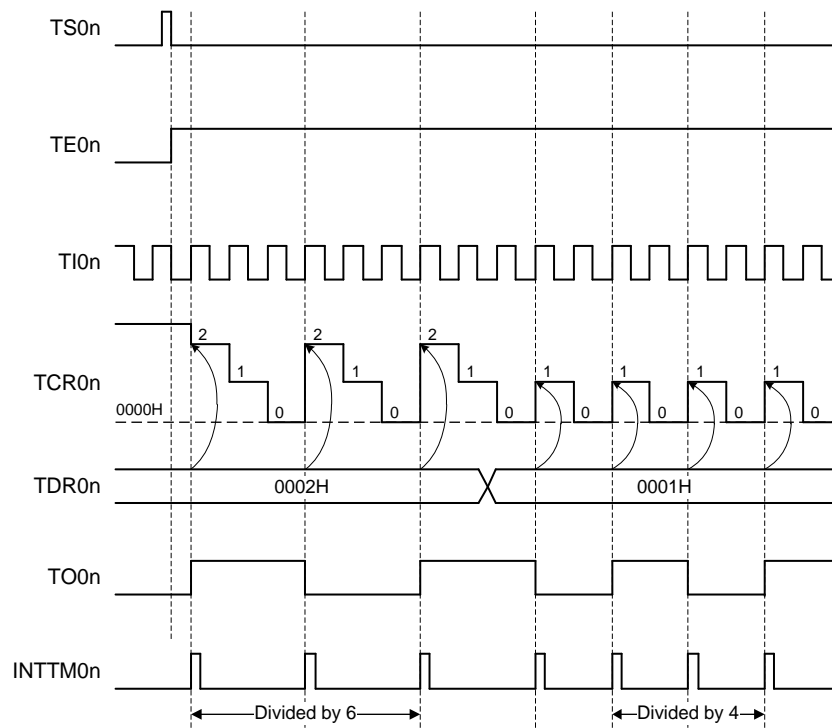 TS0n
TE0n
TI0n
TCR0n
2
2
2
1
1
1
1
1
1
1
0
0
0
0
0
0
0
0000H
TDR0n
0002H
0001H
TO0n
INTTM0n
Divided by 6
Divided by 4